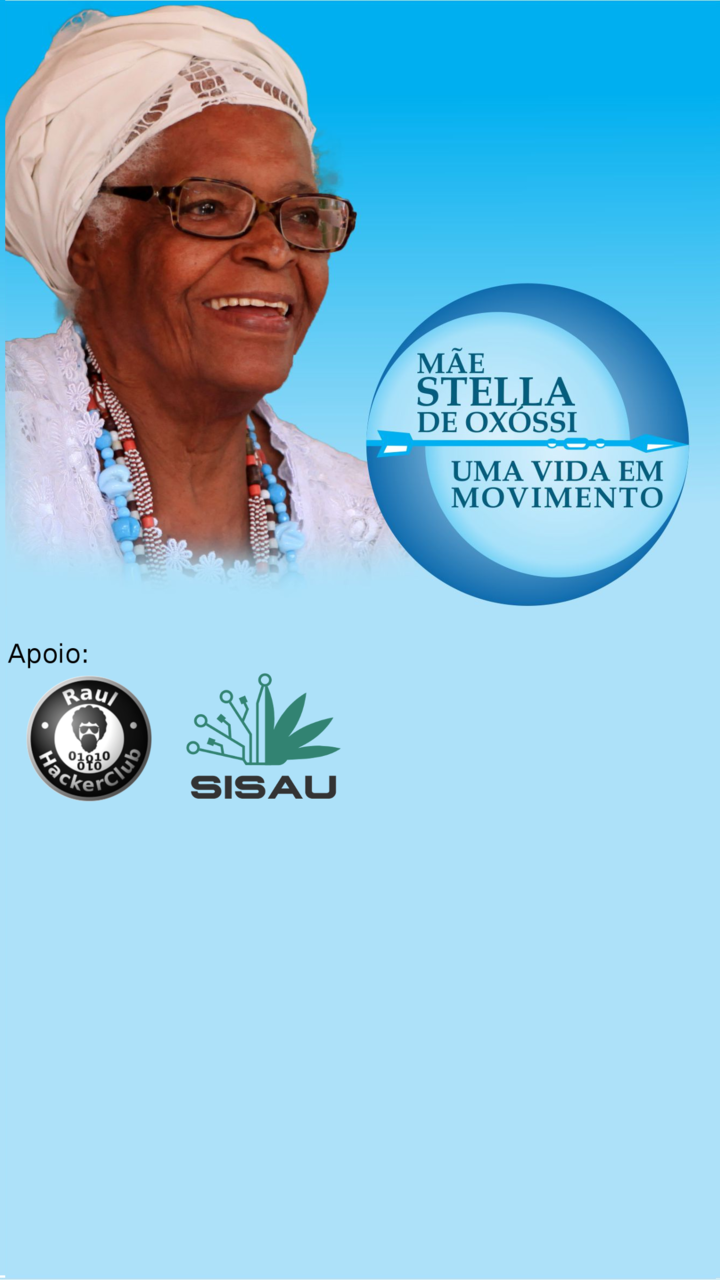 MÃE
STELLA
DE OXÓSSI
UMA VIDA EM
MOVIMENTO
Apoio:
Raul
01010
010
HackerClub
SISAU